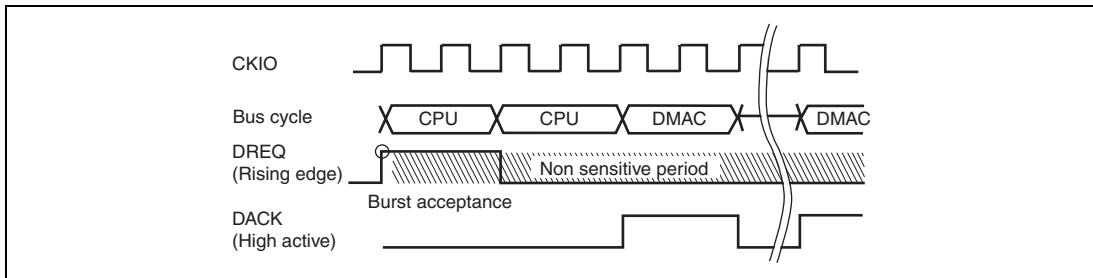 CKIO
Bus cycle CPU CPU DMAC DMAC
DREQ
(Rising edge) Non sensitive period
Burst acceptance
DACK
(High active)